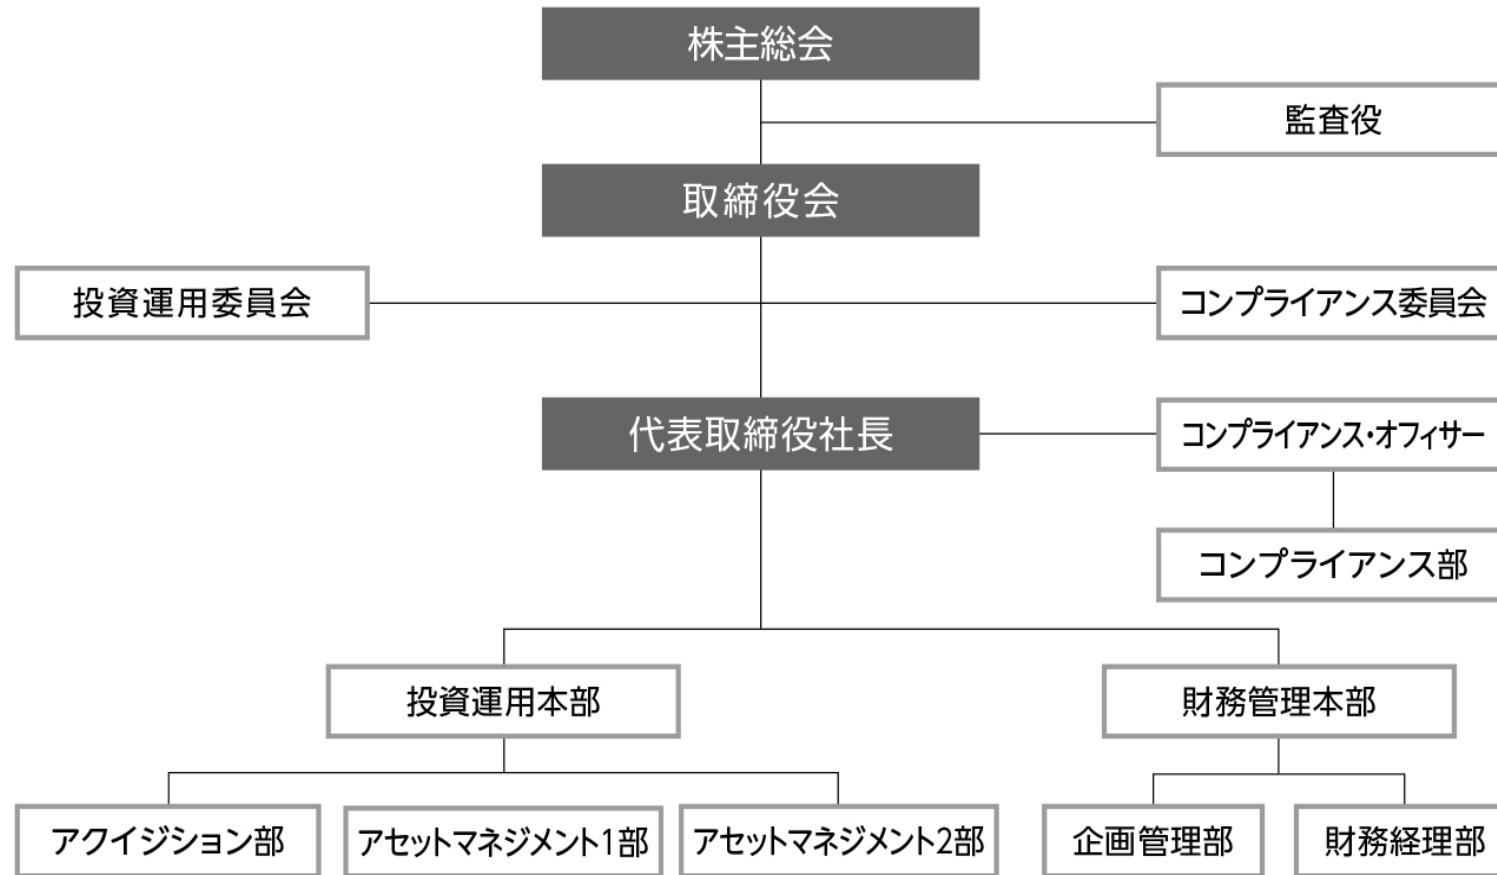 株主総会
監査役
取締役会
投資運用委員会
コンプライアンス委員会
代表取締役社長
コンプライアンス・オフィサー
コンプライアンス部
投資運用本部
財務管理本部
アクイジション部
アセットマネジメント1部
アセットマネジメント2部
企画管理部
財務経理部